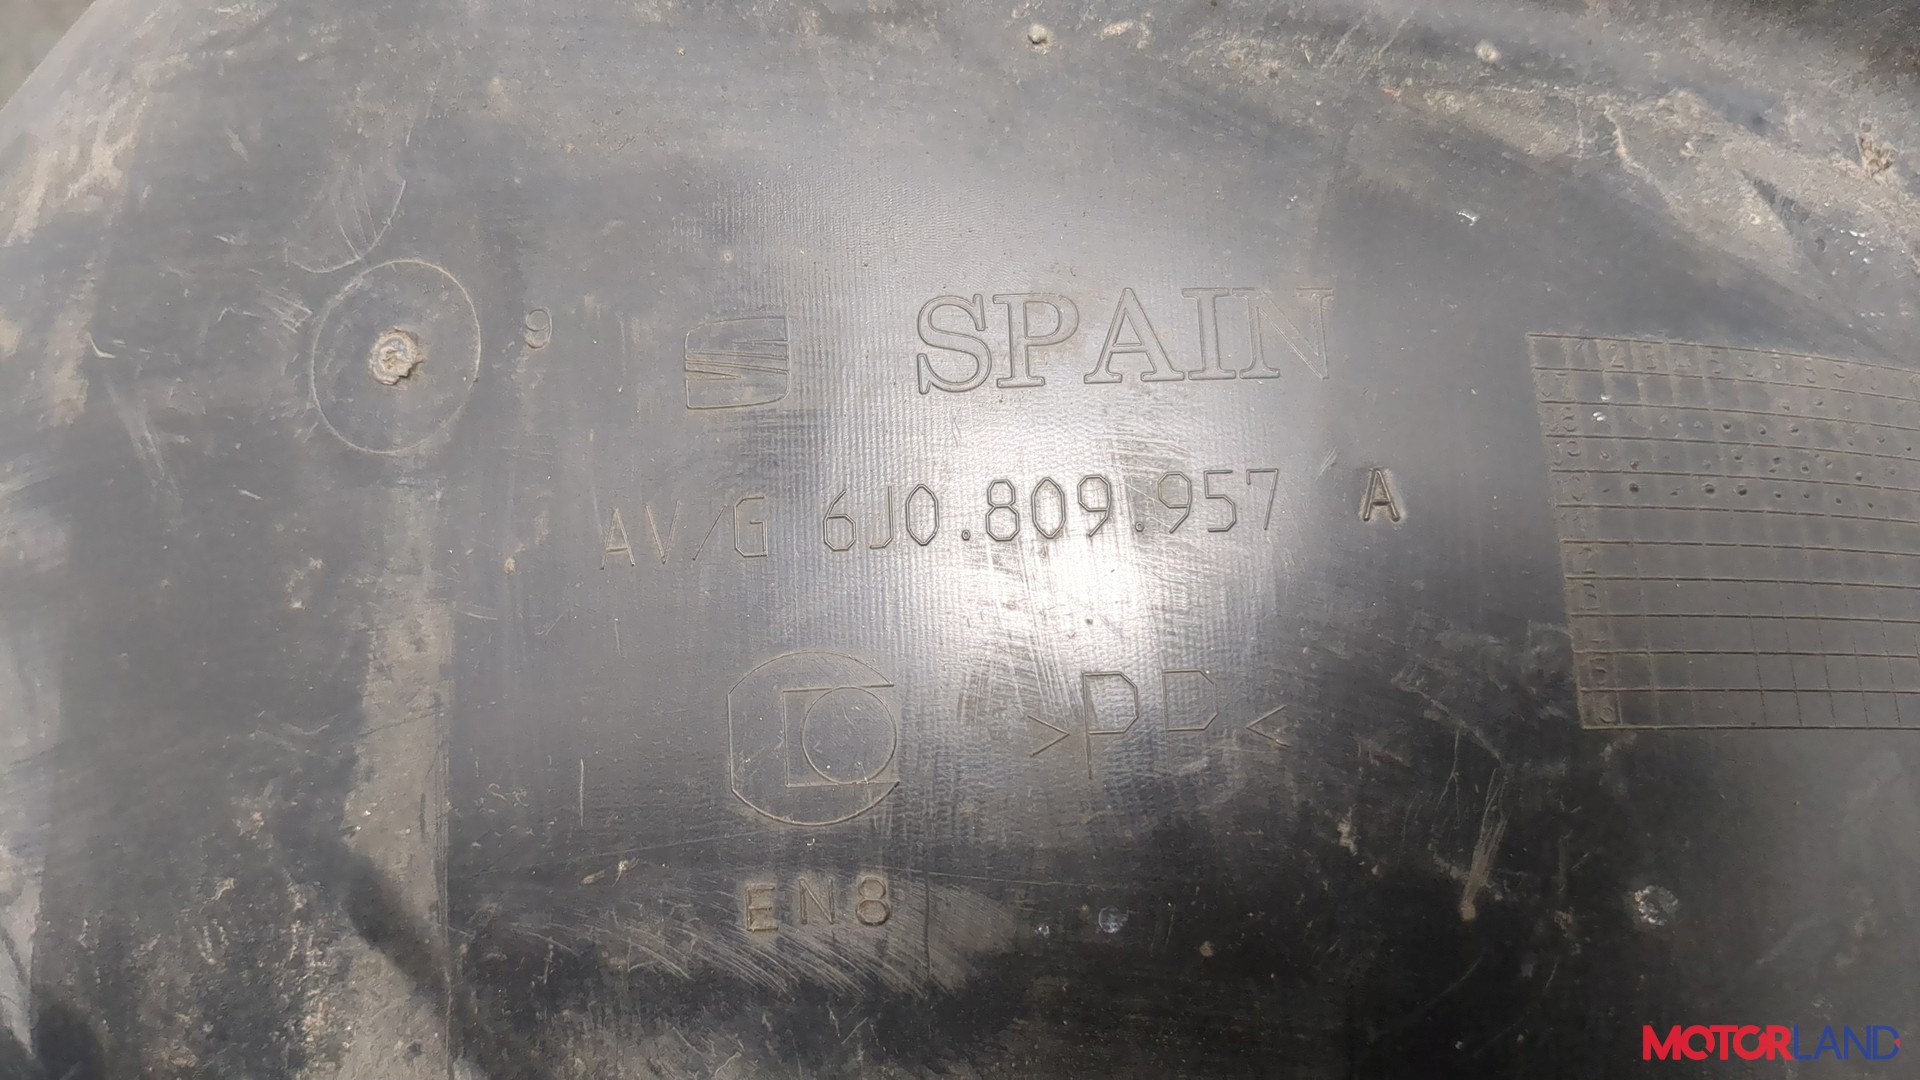 9 SPAIN
AV/G 6J0.809.957 A
>PP<
EN8
MOTORLAND